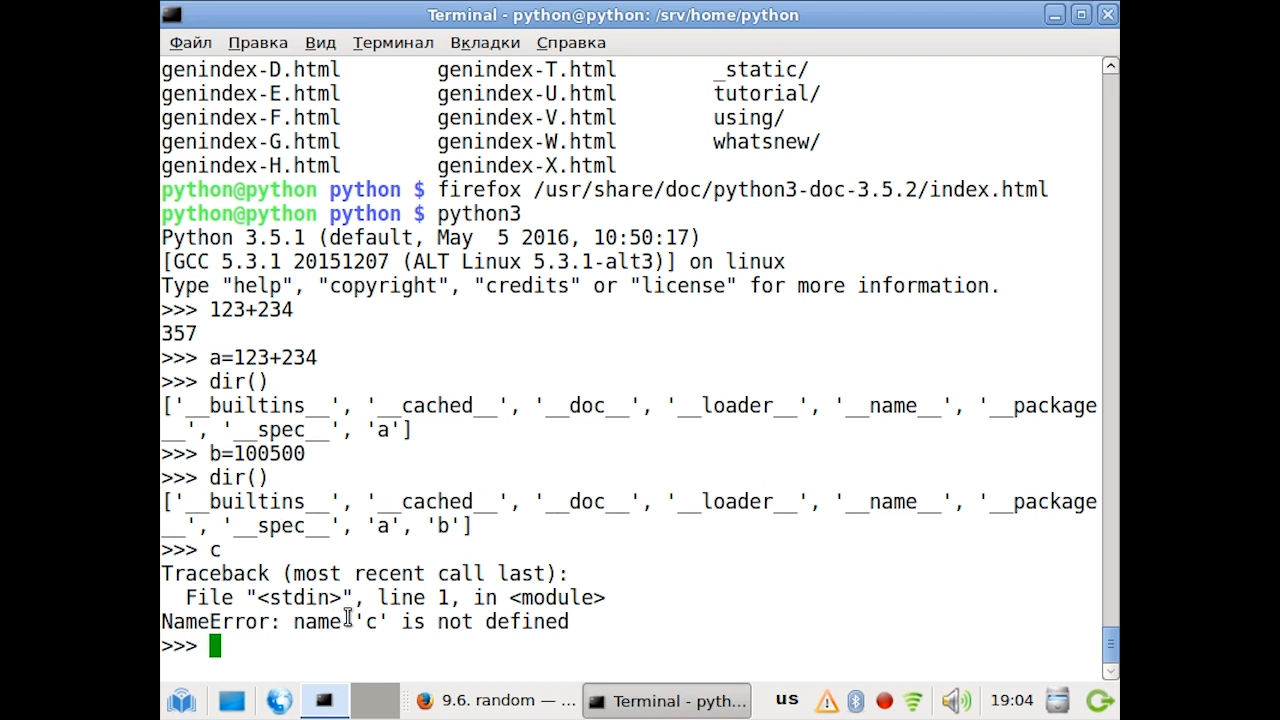 Terminal - python@python: /srv/home/python
Файл Правка Вид Терминал Вкладки Справка
genindex-D.html genindex-T.html _static/
genindex-E.html genindex-U.html tutorial/
genindex-F.html genindex-V.html using/
genindex-G.html genindex-W.html whatsnew/
genindex-H.html genindex-X.html
python@python python $ firefox /usr/share/doc/python3-doc-3.5.2/index.html
python@python python $ python3
Python 3.5.1 (default, May  5 2016, 10:50:17)
[GCC 5.3.1 20151207 (ALT Linux 5.3.1-alt3)] on linux
Type "help", "copyright", "credits" or "license" for more information.
>>> 123+234
357
>>> a=123+234
>>> dir()
['__builtins__', '__cached__', '__doc__', '__loader__', '__name__', '__package
__', '__spec__', 'a']
>>> b=100500
>>> dir()
['__builtins__', '__cached__', '__doc__', '__loader__', '__name__', '__package
__', '__spec__', 'a', 'b']
>>> c
Traceback (most recent call last):
  File "<stdin>", line 1, in <module>
NameError: name 'c' is not defined
>>>
9.6. random — ... Terminal - pyth... us 19:04